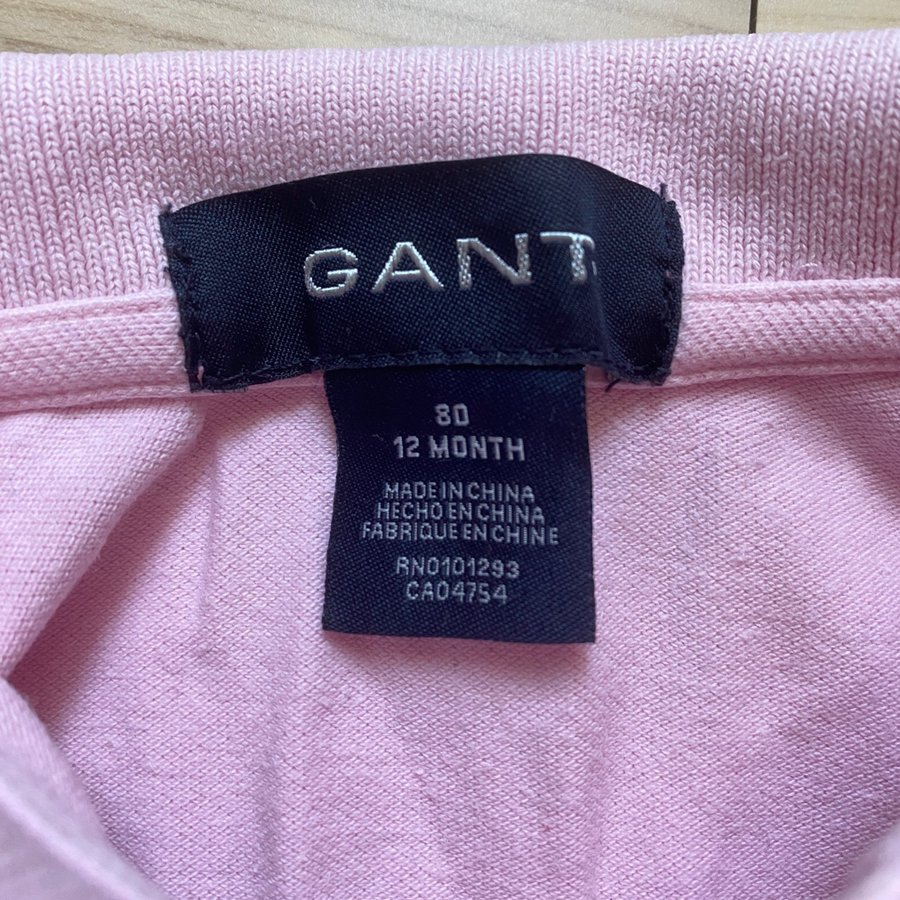 GANT
80
12 MONTH
MADE IN CHINA
HECHO EN CHINA
FABRIQUE EN CHINE
RN0101293
CA04754